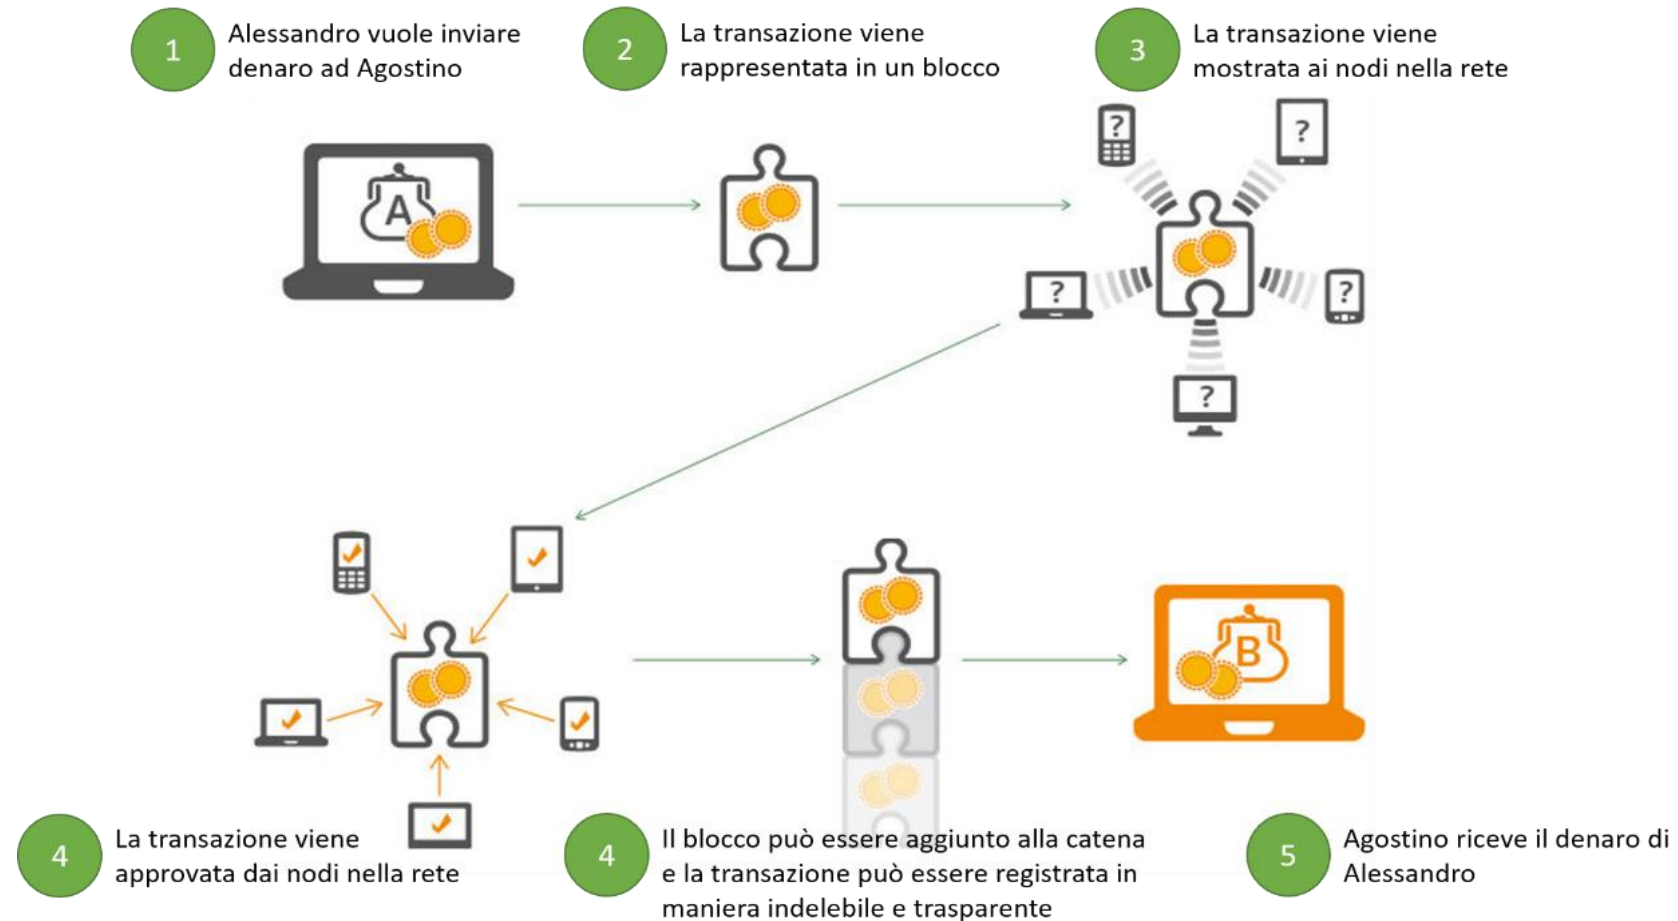 1
Alessandro vuole inviare
denaro ad Agostino
2
La transazione viene
rappresentata in un blocco
3
La transazione viene
mostrata ai nodi nella rete
A
?
?
?
?
?
B
4
La transazione viene
approvata dai nodi nella rete
4
Il blocco può essere aggiunto alla catena
e la transazione può essere registrata in
maniera indelebile e trasparente
5
Agostino riceve il denaro di
Alessandro